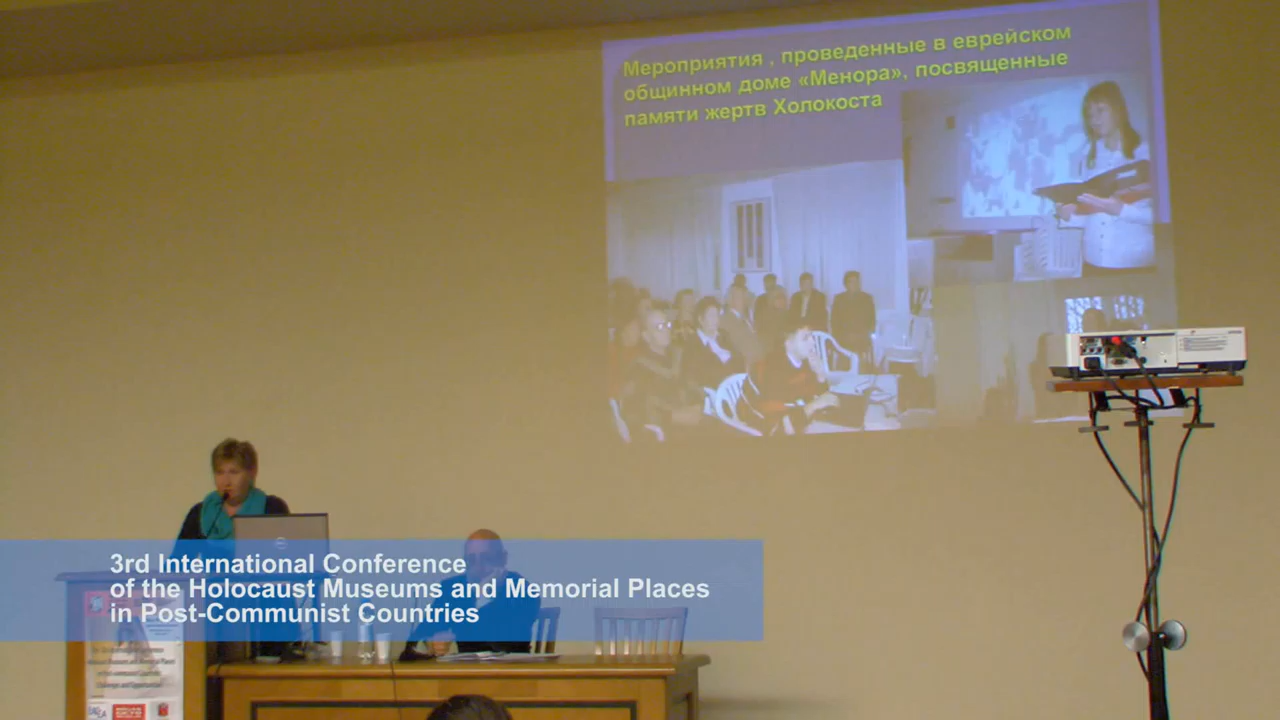 Мероприятия , проведенные в еврейском
общинном доме «Менора», посвященные
памяти жертв Холокоста
3rd International Conference
of the Holocaust Museums and Memorial Places
in Post-Communist Countries